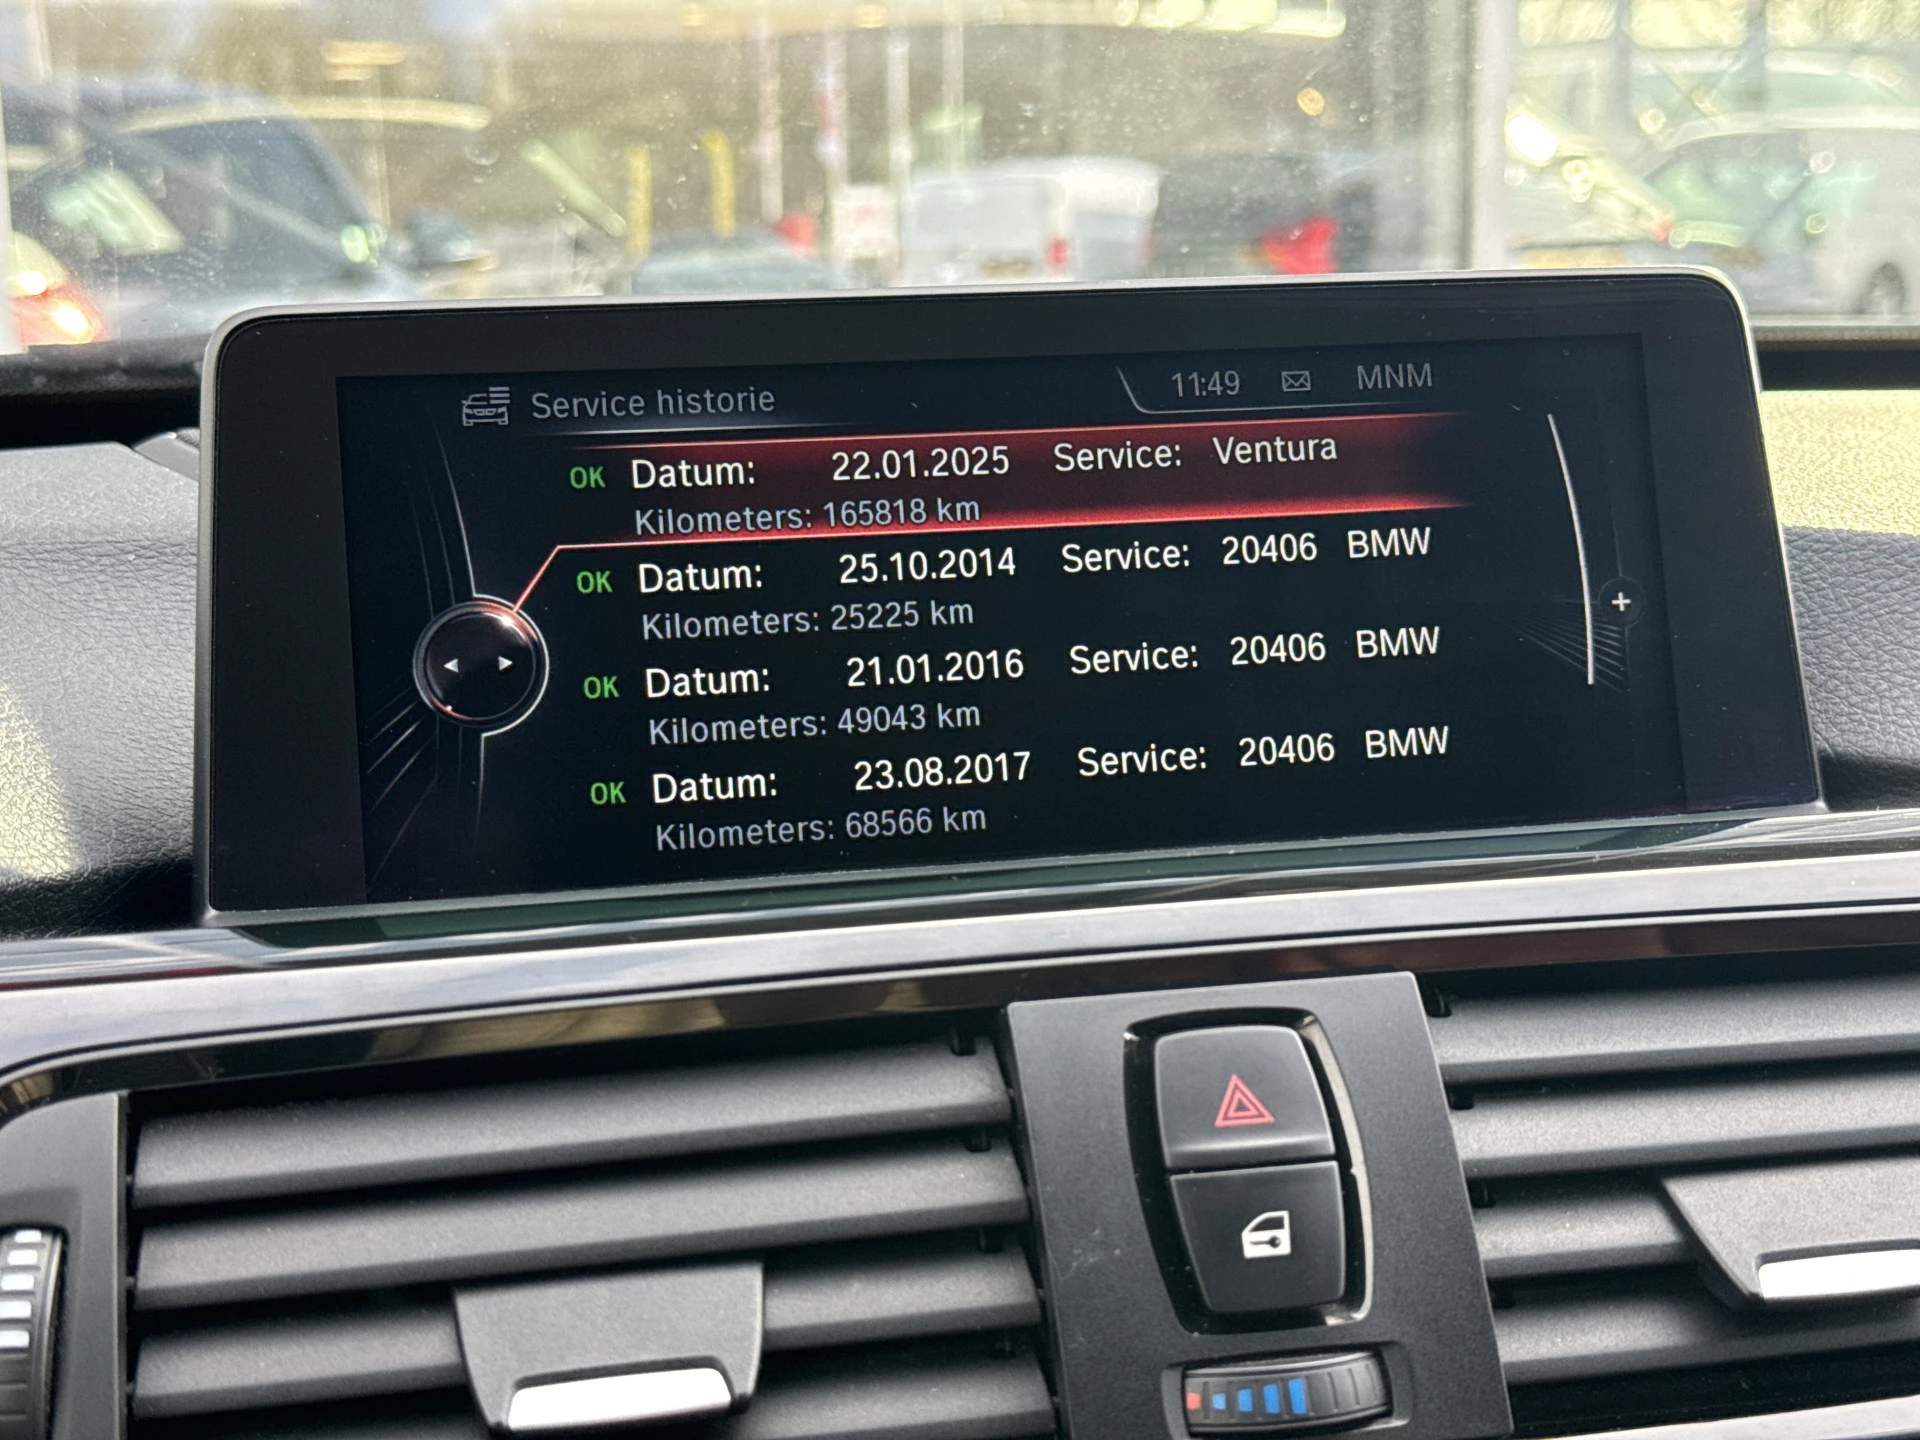 Service historie 11:49 MNM
OK Datum: 22.01.2025 Service: Ventura
Kilometers: 165818 km
OK Datum: 25.10.2014 Service: 20406 BMW
Kilometers: 25225 km
OK Datum: 21.01.2016 Service: 20406 BMW
Kilometers: 49043 km
OK Datum: 23.08.2017 Service: 20406 BMW
Kilometers: 68566 km